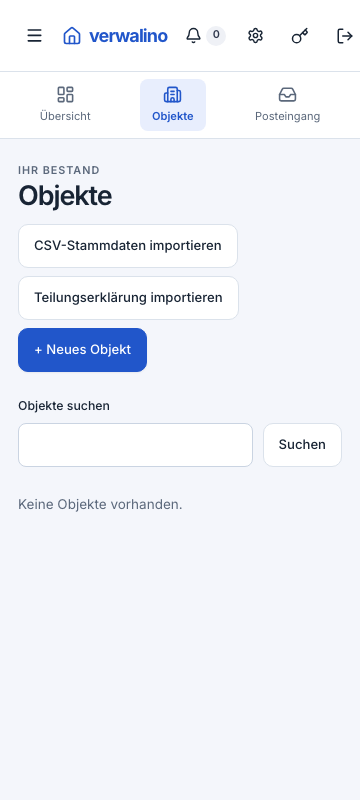 verwalino
0
Übersicht
Objekte
Posteingang
IHR BESTAND
Objekte
CSV-Stammdaten importieren
Teilungserklärung importieren
+ Neues Objekt
Objekte suchen
Suchen
Keine Objekte vorhanden.